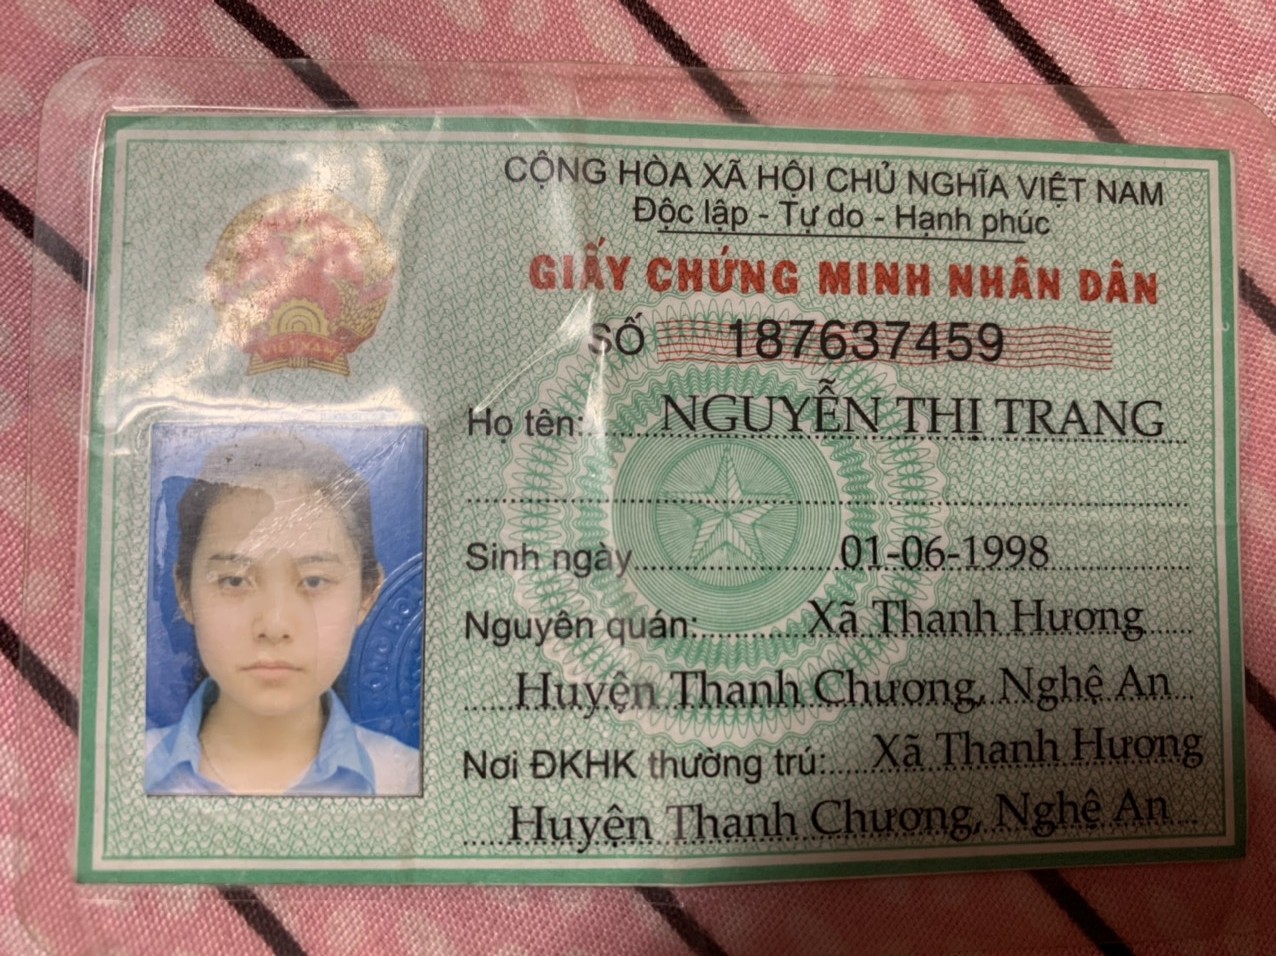 CỘNG HÒA XÃ HỘI CHỦ NGHĨA VIỆT NAM
Độc lập - Tự do - Hạnh phúc
GIẤY CHỨNG MINH NHÂN DÂN
SỐ 187637459
Họ tên: NGUYỄN THỊ TRANG
Sinh ngày 01-06-1998
Nguyên quán: Xã Thanh Hương
Huyện Thanh Chương, Nghệ An
Nơi ĐKHK thường trú: Xã Thanh Hương
Huyện Thanh Chương, Nghệ An